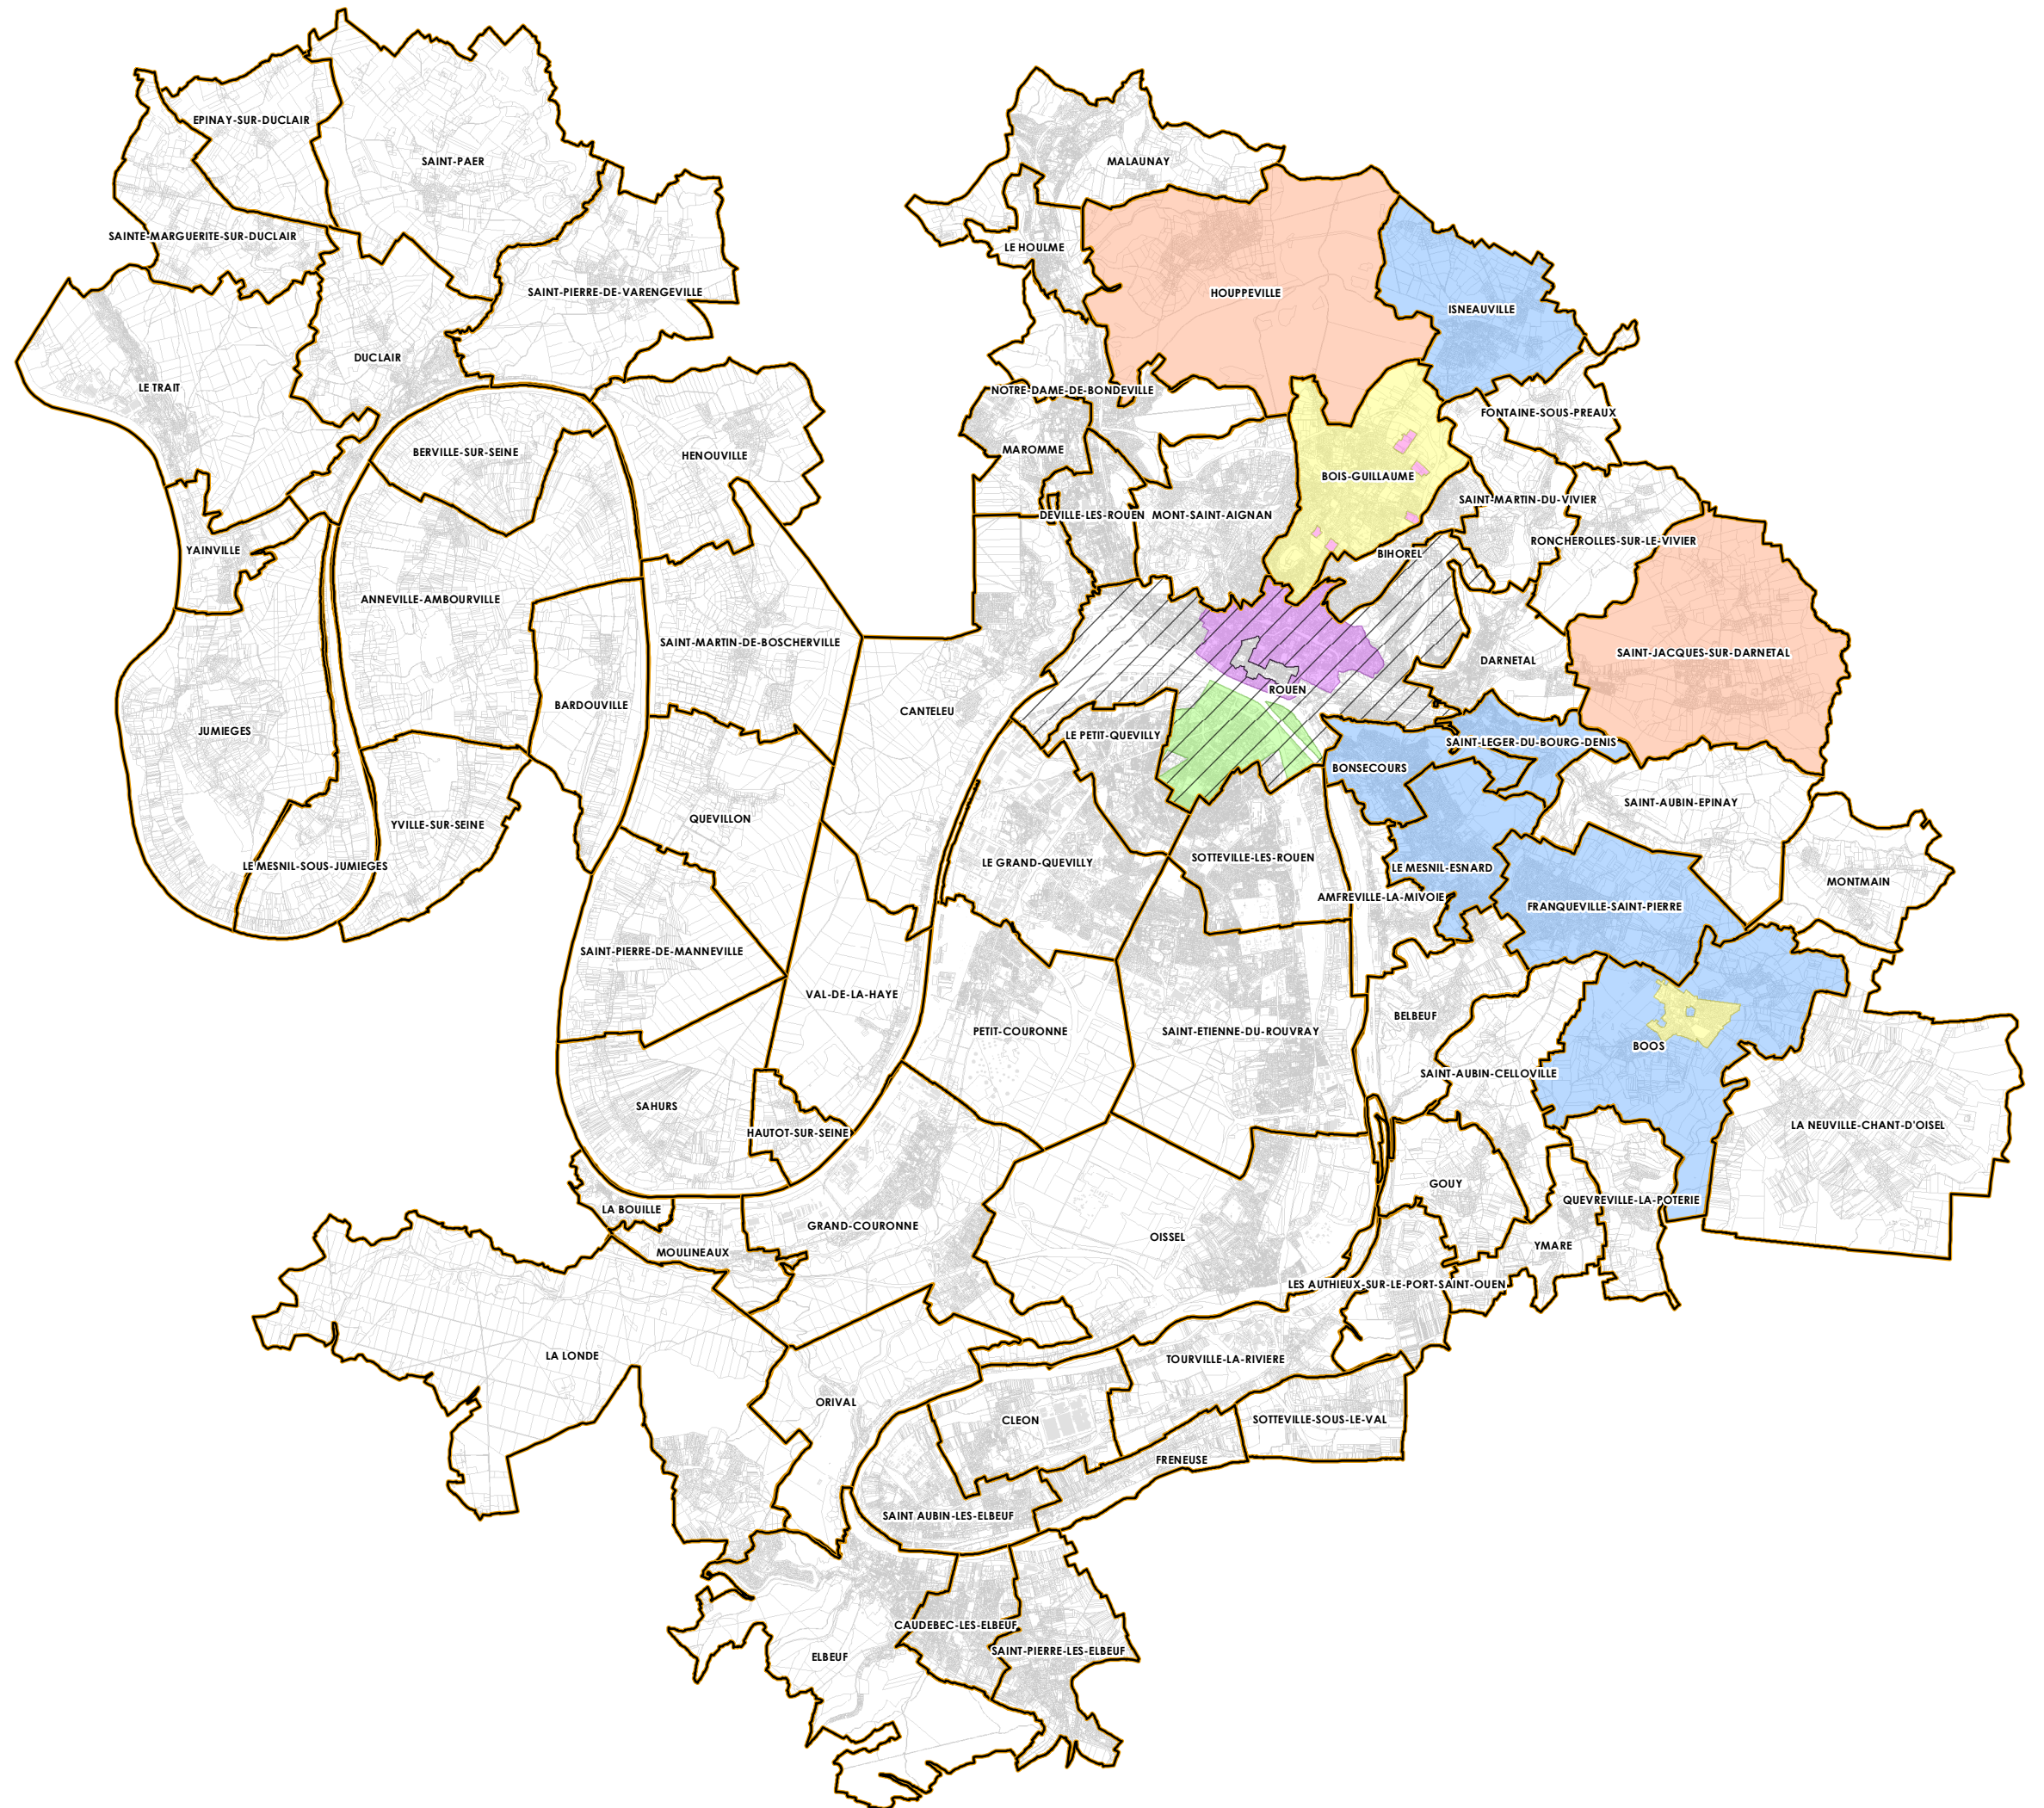 EPINAY-SUR-DUCLAIR
SAINT-PAER
MALAUNAY
SAINTE-MARGUERITE-SUR-DUCLAIR
LE HOULME
SAINT-PIERRE-DE-VARENGEVILLE
HOUPPEVILLE
ISNEAUVILLE
DUCLAIR
LE TRAIT
NOTRE-DAME-DE-BONDEVILLE
FONTAINE-SOUS-PREAUX
BERVILLE-SUR-SEINE
HENOUVILLE
MAROMME
BOIS-GUILLAUME
SAINT-MARTIN-DU-VIVIER
DEVILLE-LES-ROUEN
MONT-SAINT-AIGNAN
RONCHEROLLES-SUR-LE-VIVIER
YAINVILLE
BIHOREL
ANNEVILLE-AMBOURVILLE
SAINT-MARTIN-DE-BOSCHERVILLE
SAINT-JACQUES-SUR-DARNETAL
DARNETAL
ROUEN
BARDOUVILLE
CANTELEU
JUMIEGES
LE PETIT-QUEVILLY
SAINT-LEGER-DU-BOURG-DENIS
BONSECOURS
SAINT-AUBIN-EPINAY
QUEVILLON
YVILLE-SUR-SEINE
LE MESNIL-SOUS-JUMIEGES
LE GRAND-QUEVILLY
SOTTEVILLE-LES-ROUEN
LE MESNIL-ESNARD
MONTMAIN
AMFREVILLE-LA-MIVOIE
FRANQUEVILLE-SAINT-PIERRE
SAINT-PIERRE-DE-MANNEVILLE
VAL-DE-LA-HAYE
BELBEUF
PETIT-COURONNE
SAINT-ETIENNE-DU-ROUVRAY
BOOS
SAINT-AUBIN-CELLOVILLE
SAHURS
HAUTOT-SUR-SEINE
LA NEUVILLE-CHANT-D'OISEL
GOUY
QUEVREVILLE-LA-POTERIE
LA BOUILLE
GRAND-COURONNE
OISSEL
MOULINEAUX
YMARE
LES AUTHIEUX-SUR-LE-PORT-SAINT-OUEN
LA LONDE
TOURVILLE-LA-RIVIERE
ORIVAL
CLEON
SOTTEVILLE-SOUS-LE-VAL
FRENEUSE
SAINT AUBIN-LES-ELBEUF
CAUDEBEC-LES-ELBEUF
SAINT-PIERRE-LES-ELBEUF
ELBEUF